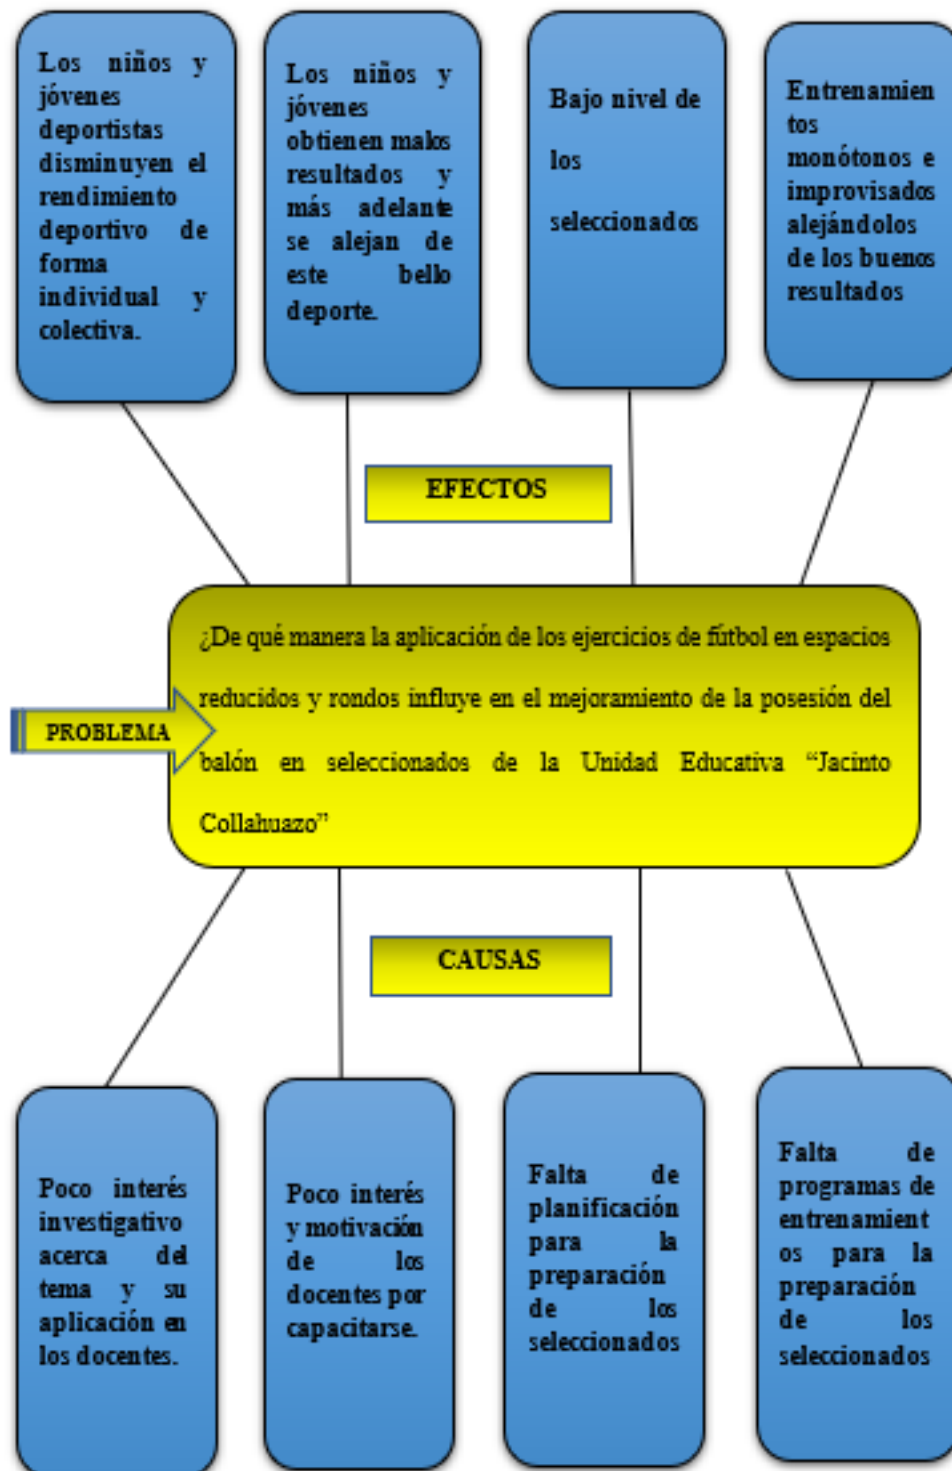 Los niños y
jóvenes
deportistas
disminuyen el
rendimiento
deportivo de
forma
individual y
colectiva.
Los niños y
jóvenes
obtienen malos
resultados y
más adelante
se alejan de
este bello
deporte.
Bajo nivel de
los
seleccionados
Entrenamien
tos
monótonos e
improvisados
alejándolos
de los buenos
resultados
EFECTOS
¿De qué manera la aplicación de los ejercicios de fútbol en espacios
reducidos y rondos influye en el mejoramiento de la posesión del
balón en seleccionados de la Unidad Educativa “Jacinto
Collahuazo”
PROBLEMA
CAUSAS
Poco interés
investigativo
acerca del
tema y su
aplicación en
los docentes.
Poco interés
y motivación
de los
docentes por
capacitarse.
Falta de
planificación
para la
preparación
de los
seleccionados
Falta de
programas de
entrenamient
os para la
preparación
de los
seleccionados